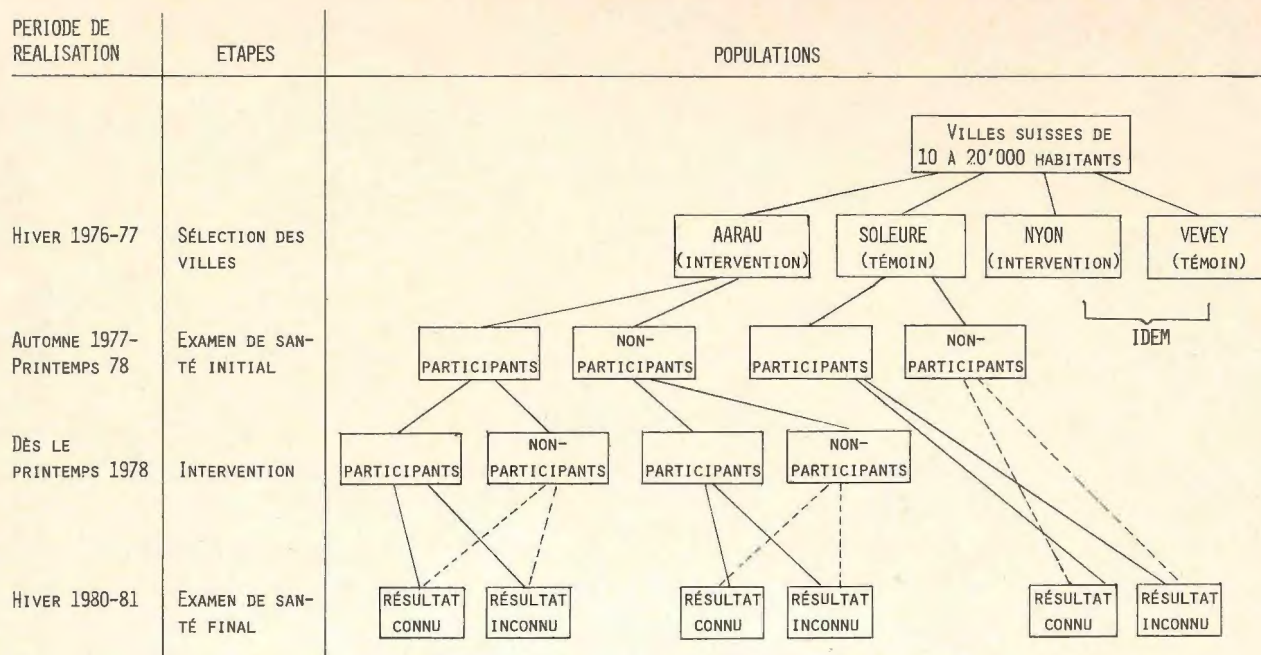 PERIODE DE
REALISATION
ETAPES
POPULATIONS
VILLES SUISSES DE
10 À 20'000 HABITANTS
HIVER 1976-77
SÉLECTION DES
VILLES
AARAU
(INTERVENTION)
SOLEURE
(TÉMOIN)
NYON
(INTERVENTION)
VEVEY
(TÉMOIN)
IDEM
AUTOMNE 1977-
PRINTEMPS 78
EXAMEN DE SAN-
TÉ INITIAL
PARTICIPANTS
NON-
PARTICIPANTS
PARTICIPANTS
NON-
PARTICIPANTS
DÈS LE
PRINTEMPS 1978
INTERVENTION
PARTICIPANTS
NON-
PARTICIPANTS
PARTICIPANTS
NON-
PARTICIPANTS
HIVER 1980-81
EXAMEN DE SAN-
TÉ FINAL
RÉSULTAT
CONNU
RÉSULTAT
INCONNU
RÉSULTAT
CONNU
RÉSULTAT
INCONNU
RÉSULTAT
CONNU
RÉSULTAT
INCONNU